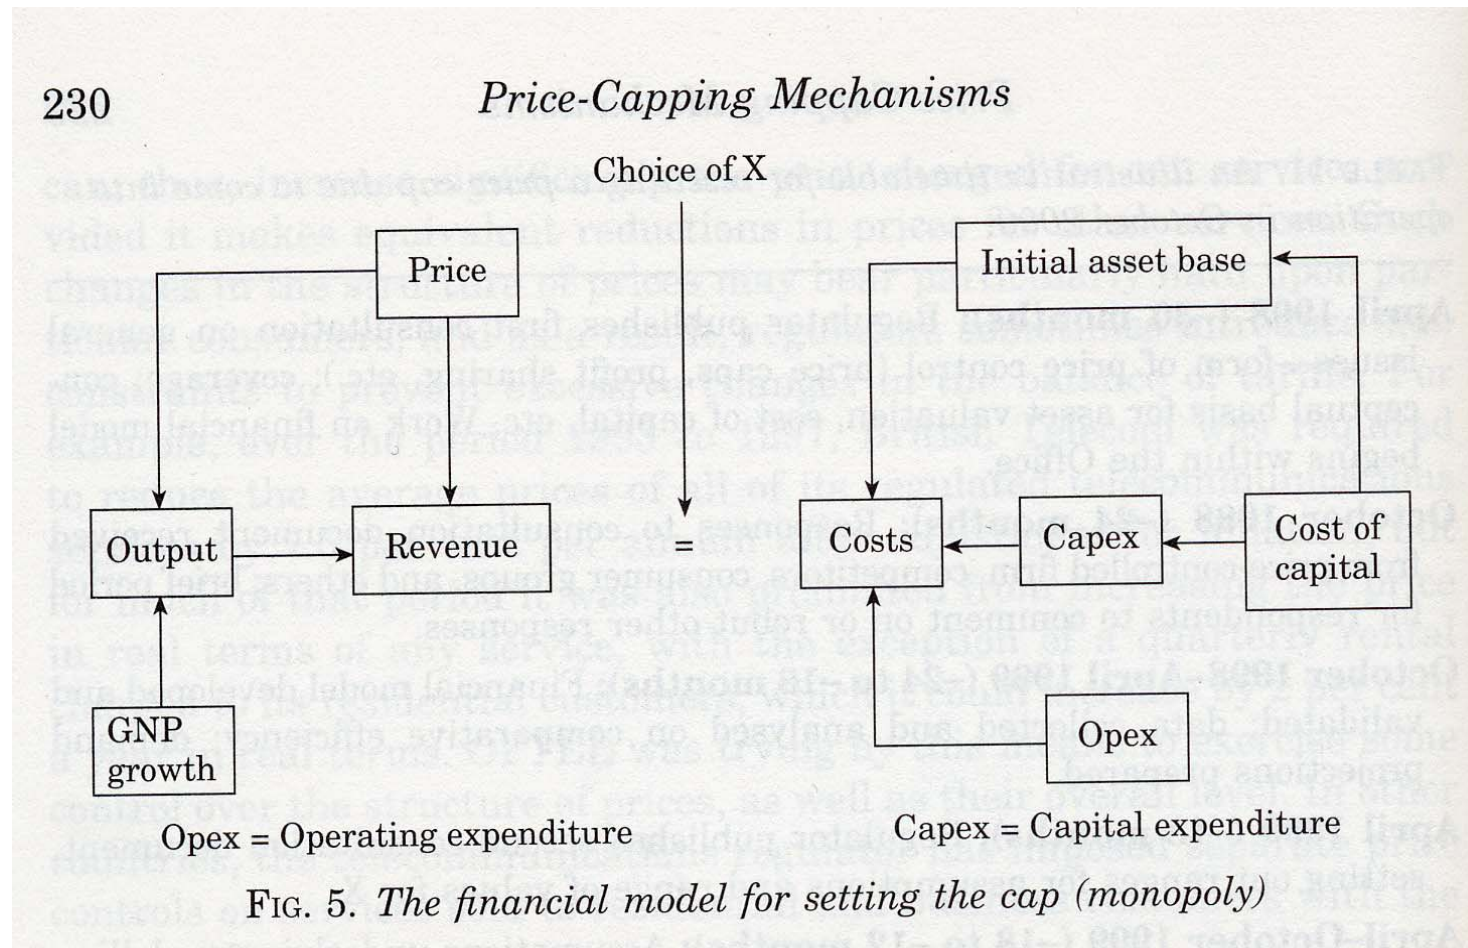 230
Price-Capping Mechanisms
Choice of X
Price
Initial asset base
Output
Revenue
=
Costs
Capex
Cost of
capital
GNP
growth
Opex
Opex = Operating expenditure
Capex = Capital expenditure
FIG. 5. The financial model for setting the cap (monopoly)